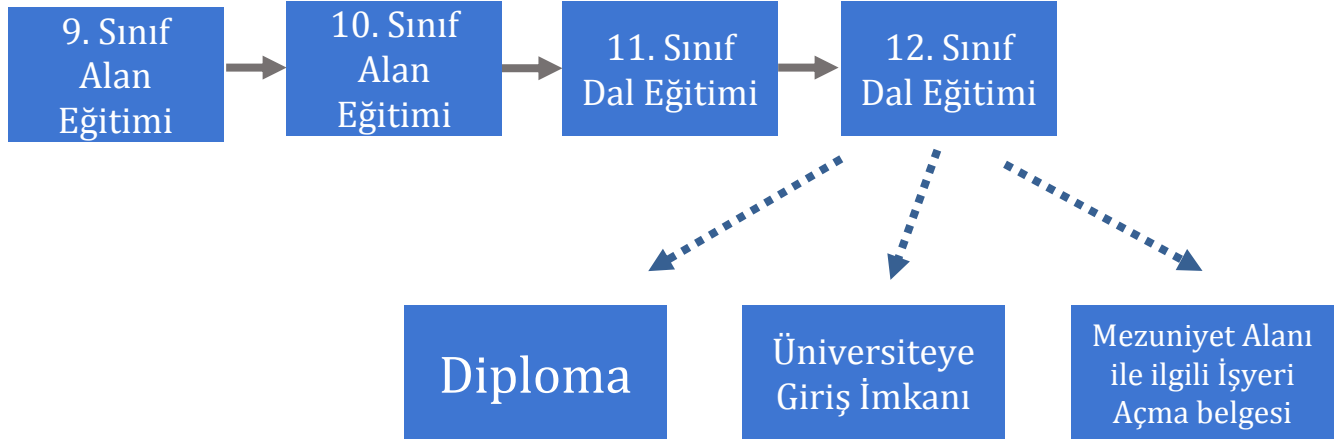 9. Sınıf
Alan
Eğitimi
10. Sınıf
Alan
Eğitimi
11. Sınıf
Dal Eğitimi
12. Sınıf
Dal Eğitimi
Diploma
Üniversiteye
Giriş İmkanı
Mezuniyet Alanı
ile ilgili İşyeri
Açma belgesi